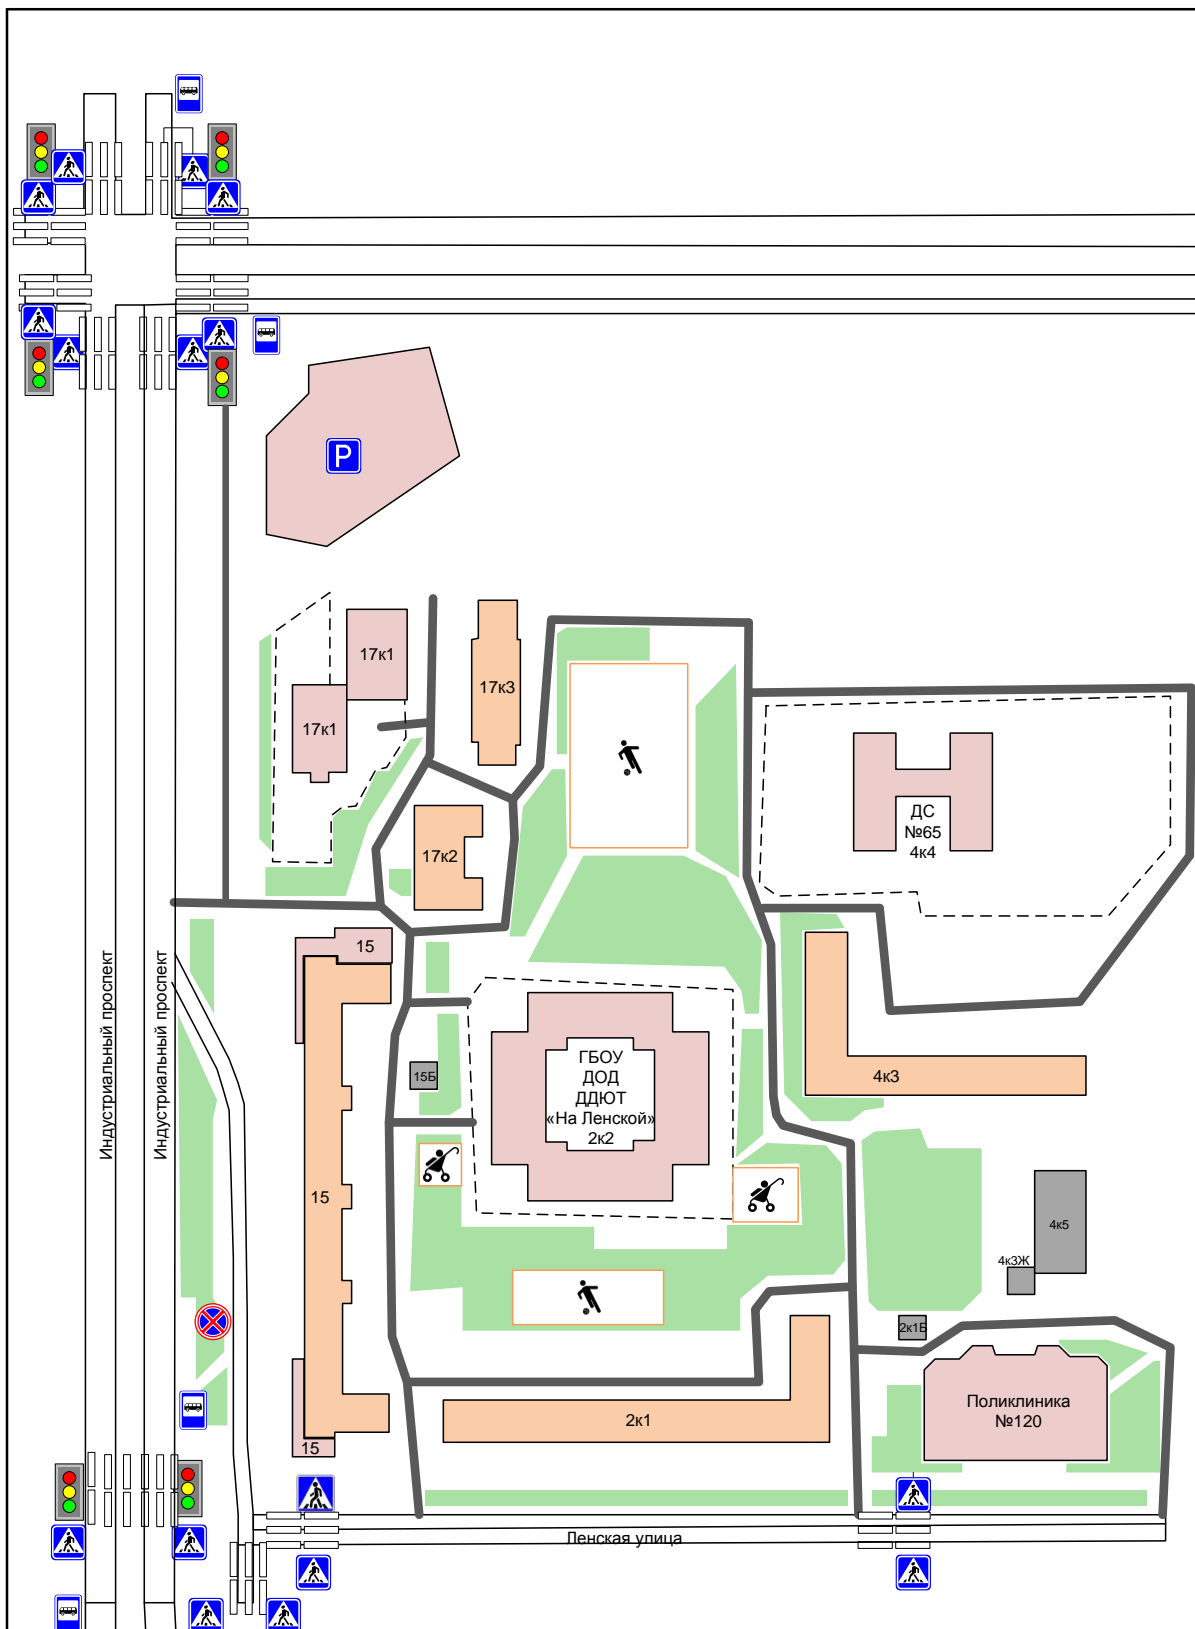 P
17к1
17к3
17к1
ДС
№65
4к4
17к2
15
Индустриальный проспект
Индустриальный проспект
ГБОУ
ДОД
ДДЮТ
«На Ленской»
2к2
15Б
4к3
15
4к5
4к3Ж
2к1Б
Поликлиника
№120
2к1
15
Ленская улица